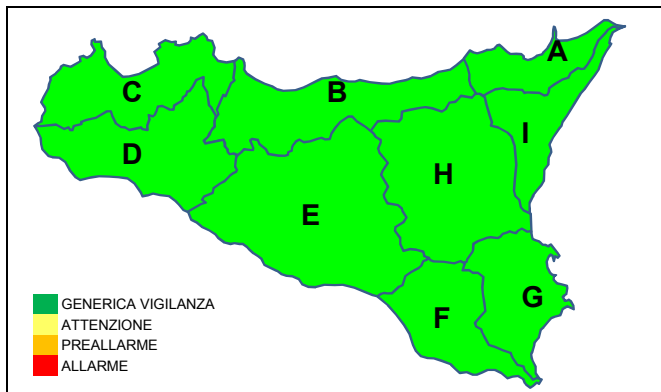 A
B
C
I
D
H
E
G
F
GENERICA VIGILANZA
ATTENZIONE
PREALLARME
ALLARME